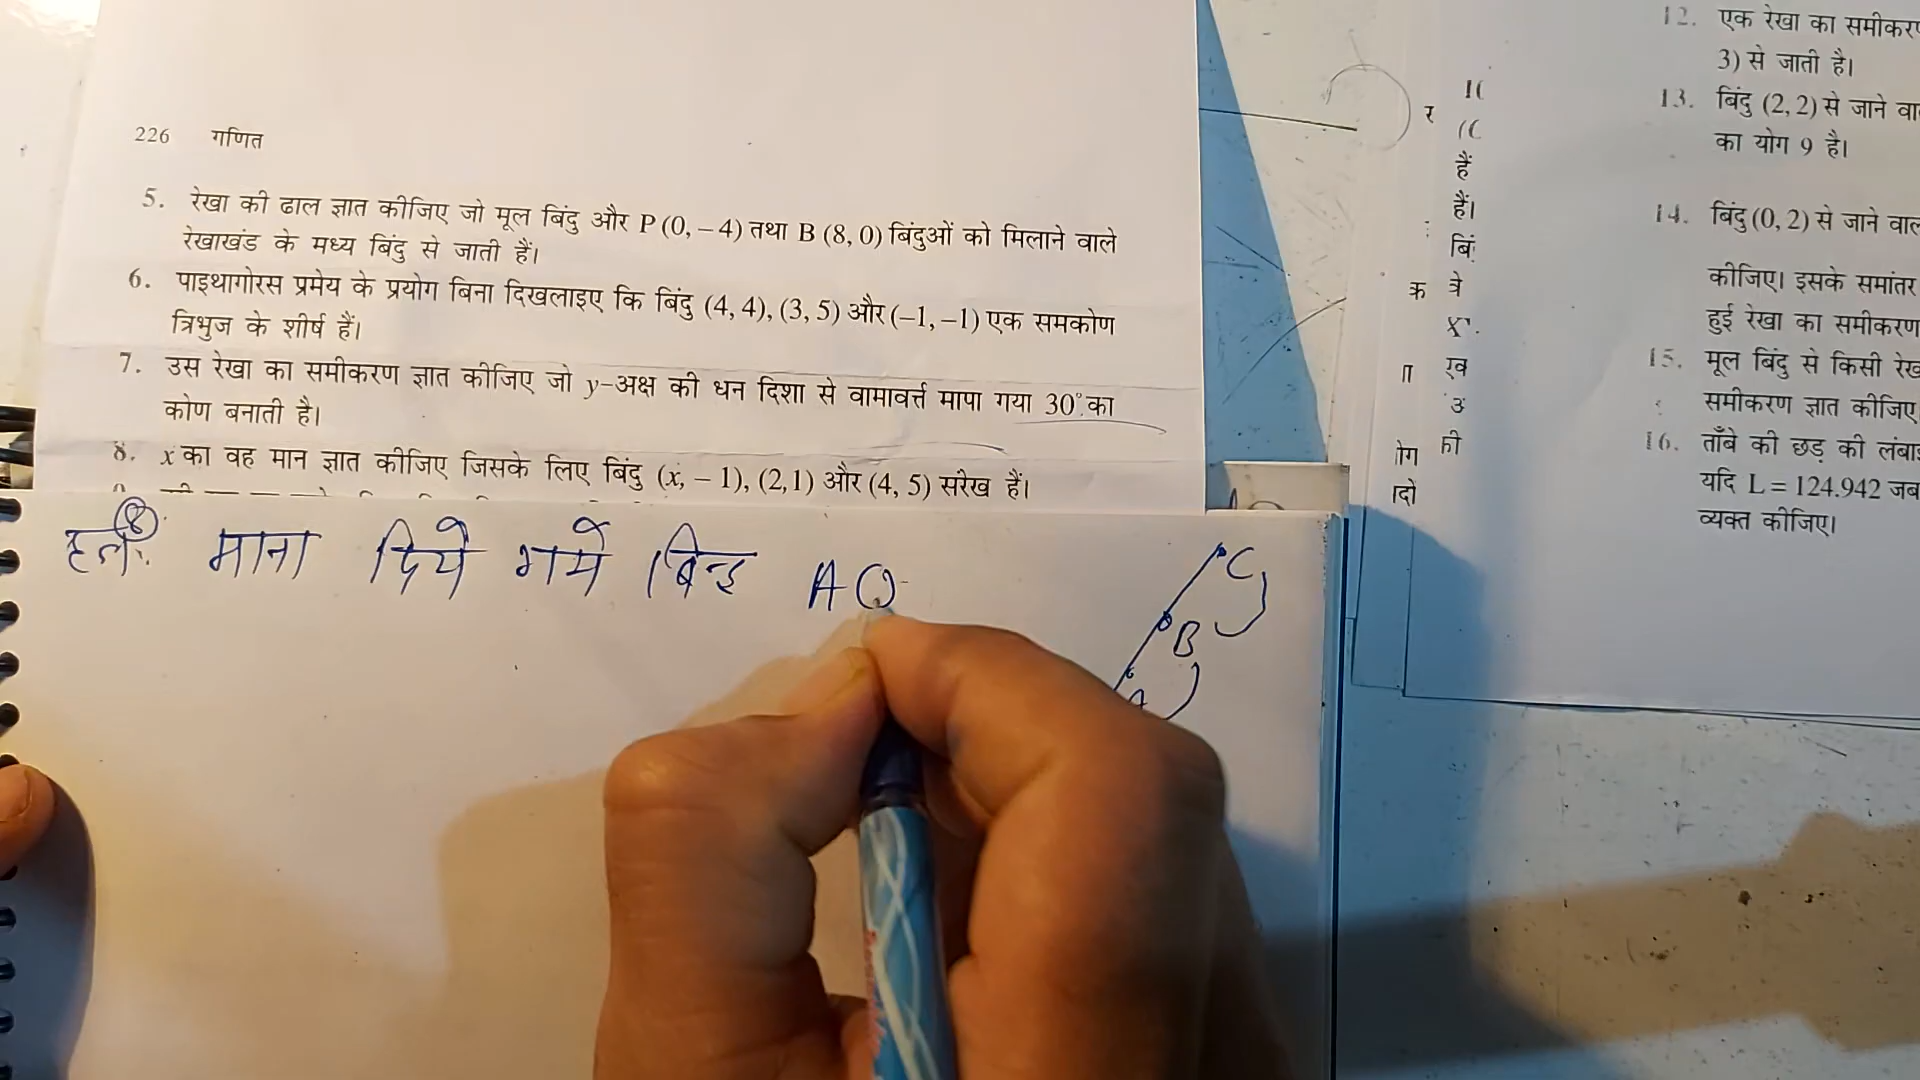 226 गणित
5. रेखा की ढाल ज्ञात कीजिए जो मूल बिंदु और P (0, – 4) तथा B (8, 0) बिंदुओं को मिलाने वाले
रेखाखंड के मध्य बिंदु से जाती हैं।
6. पाइथागोरस प्रमेय के प्रयोग बिना दिखलाइए कि बिंदु (4, 4), (3, 5) और (–1, –1) एक समकोण
त्रिभुज के शीर्ष हैं।
7. उस रेखा का समीकरण ज्ञात कीजिए जो y-अक्ष की धन दिशा से वामावर्त्त मापा गया 30° का
कोण बनाती है।
8. x का वह मान ज्ञात कीजिए जिसके लिए बिंदु (x, – 1), (2,1) और (4, 5) संरेख हैं।
हल: 8 माना दिये गये बिन्दु A
C
B
A
र
हैं
हैं।
क्र
त्रे
एव
की
12. एक रेखा का समीकर
3) से जाती है।
13. बिंदु (2, 2) से जाने वा
का योग 9 है।
14. बिंदु (0, 2) से जाने वाल
कीजिए। इसके समांतर
हुई रेखा का समीकरण
15. मूल बिंदु से किसी रेख
समीकरण ज्ञात कीजिए
16. ताँबे की छड़ की लंबा
यदि L = 124.942 जब
व्यक्त कीजिए।